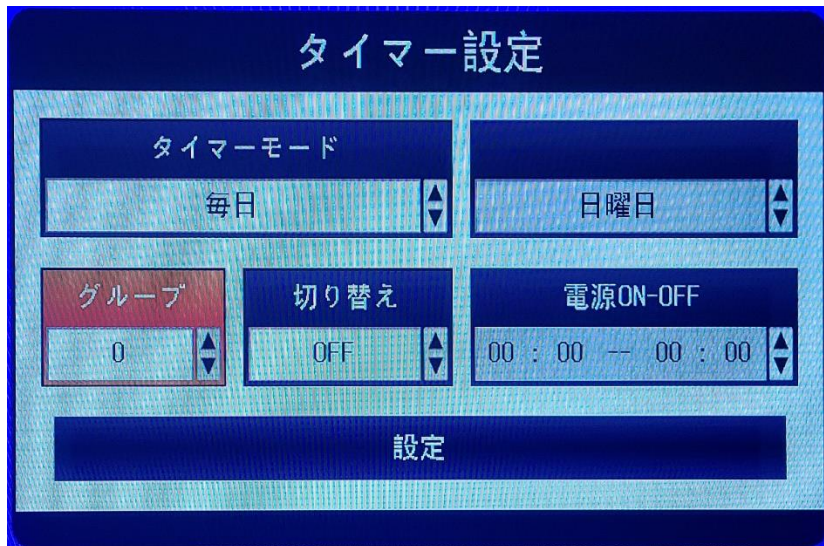 タイマー設定
タイマーモード
毎日
日曜日
グループ
切り替え
電源ON-OFF
0
OFF
00 : 00 -- 00 : 00
設定